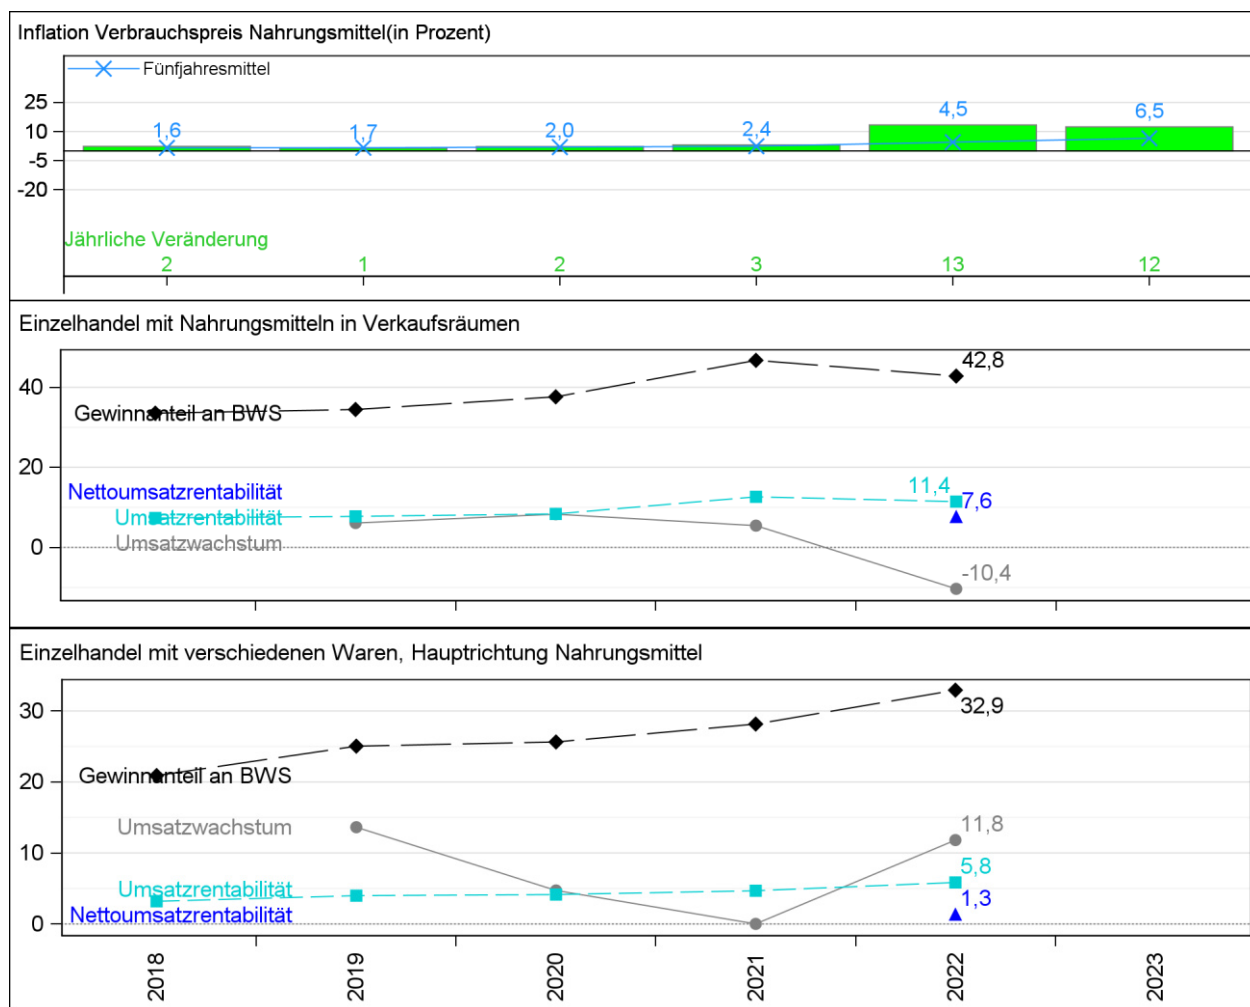 Inflation Verbrauchspreis Nahrungsmittel(in Prozent)
Fünfjahresmittel
25
10
-5
-20
1,6 1,7 2,0 2,4 4,5 6,5
Jährliche Veränderung
2 1 2 3 13 12
Einzelhandel mit Nahrungsmitteln in Verkaufsräumen
40
20
0
42,8
Gewinnanteil an BWS
Nettoumsatzrentabilität
11,4
7,6
Umsatzrentabilität
Umsatzwachstum
-10,4
Einzelhandel mit verschiedenen Waren, Hauptrichtung Nahrungsmittel
30
20
10
0
32,9
Gewinnanteil an BWS
Umsatzwachstum
11,8
5,8
Umsatzrentabilität
1,3
Nettoumsatzrentabilität
2018 2019 2020 2021 2022 2023